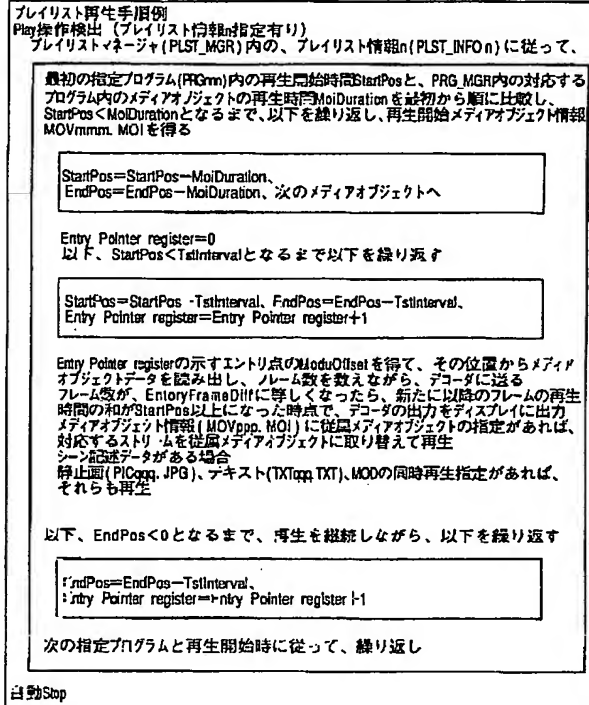 プレイリスト再生手順例
Play操作検出（プレイリスト情報n指定有り）
プレイリストマネージャ(PLST_MGR)内の、プレイリスト情報n(PLST_INFO n)に従って、
最初の指定プログラム(PRGnn)内の再生開始時間StartPosと、PRG_MGR内の対応する
プログラム内のメディアオブジェクトの再生時間MoiDurationを最初から順に比較し、
StartPos<MoiDurationとなるまで、以下を繰り返し、再生開始メディアオブジェクト情報
MOVmmm. MOIを得る
StartPos=StartPos−MoiDuration、
EndPos=EndPos−MoiDuration、次のメディアオブジェクトへ
Entry Pointer register=0
以下、StartPos<TstIntervalとなるまで以下を繰り返す
StartPos=StartPos -TstInterval、EndPos=EndPos−TstInterval、
Entry Pointer register=Entry Pointer register+1
Entry Pointer registerの示すエントリ点のModuOffsetを得て、その位置からメディア
オブジェクトデータを読み出し、フレーム数を数えながら、デコーダに送る
フレーム数が、EntoryFrameDiffに等しくなったら、新たに以降のフレームの再生
時間の和がStartPos以上になった時点で、デコーダの出力をディスプレイに出力
メディアオブジェクト情報(MOVppp. MOI)に従属メディアオブジェクトの指定があれば、
対応するストリームを従属メディアオブジェクトに取り替えて再生
シーン記述データがある場合
静止画(PICqqq. JPG)、テキスト(TXTqqq. TXT)、MODの同時再生指定があれば、
それらも再生
以下、EndPos<0となるまで、再生を継続しながら、以下を繰り返す
EndPos=EndPos−TstInterval、
Entry Pointer register=Entry Pointer register+1
次の指定プログラムと再生開始時に従って、繰り返し
自動Stop